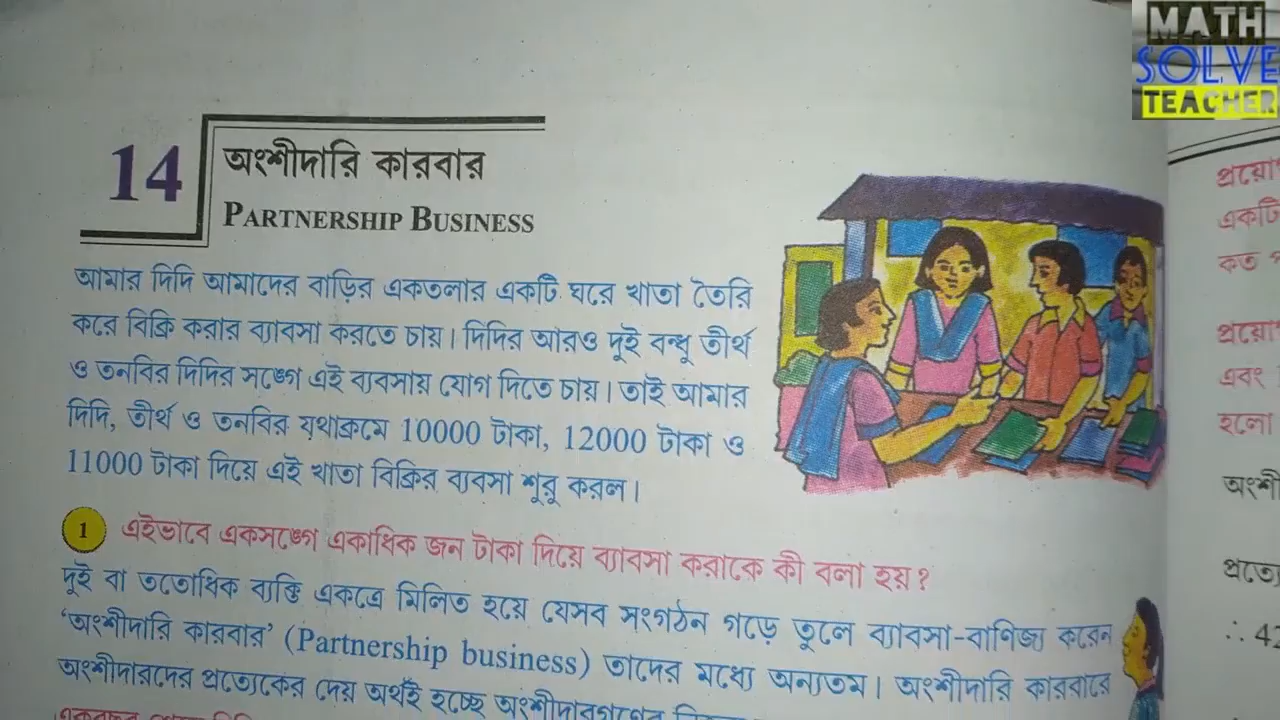 MATH
SOLVE
TEACHER
14
অংশীদারি কারবার
PARTNERSHIP BUSINESS
আমার দিদি আমাদের বাড়ির একতলার একটি ঘরে খাতা তৈরি
করে বিক্রি করার ব্যাবসা করতে চায়। দিদির আরও দুই বন্ধু তীর্থ
ও তনবির দিদির সঙ্গে এই ব্যবসায় যোগ দিতে চায়। তাই আমার
দিদি, তীর্থ ও তনবির যথাক্রমে 10000 টাকা, 12000 টাকা ও
11000 টাকা দিয়ে এই খাতা বিক্রির ব্যবসা শুরু করল।
1 এইভাবে একসঙ্গে একাধিক জন টাকা দিয়ে ব্যাবসা করাকে কী বলা হয়?
দুই বা ততোধিক ব্যক্তি একত্রে মিলিত হয়ে যেসব সংগঠন গড়ে তুলে ব্যাবসা-বাণিজ্য করেন
‘অংশীদারি কারবার’ (Partnership business) তাদের মধ্যে অন্যতম। অংশীদারি কারবারে
অংশীদারদের প্রত্যেকের দেয় অর্থই হচ্ছে অংশীদারগণের
একটি
কত
এবং
হলো
∴ 42